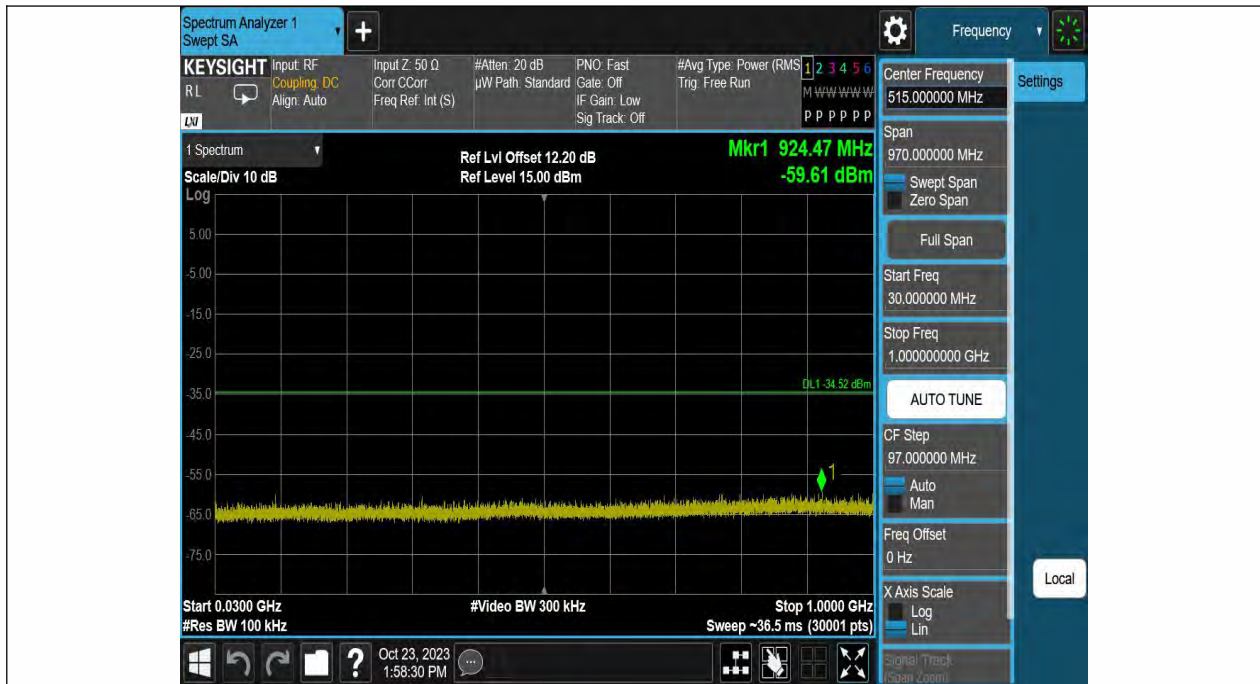 Spectrum Analyzer 1
Swept SA
+
Frequency
KEYSIGHT
RL
LXI
Input: RF
Coupling: DC
Align: Auto
Input Z: 50 Ω
Corr CCorr
Freq Ref: Int (S)
#Atten: 20 dB
µW Path: Standard
PNO: Fast
Gate: Off
IF Gain: Low
Sig Track: Off
#Avg Type: Power (RMS
Trig: Free Run
1 2 3 4 5 6
M W W W W W
P P P P P P
Center Frequency
515.000000 MHz
Settings
Span
970.000000 MHz
Swept Span
Zero Span
Full Span
Start Freq
30.000000 MHz
Stop Freq
1.000000000 GHz
AUTO TUNE
CF Step
97.000000 MHz
Auto
Man
Freq Offset
0 Hz
X Axis Scale
Log
Lin
Signal Track
(Span Zoom)
Local
1 Spectrum
Scale/Div 10 dB
Ref Lvl Offset 12.20 dB
Ref Level 15.00 dBm
Mkr1 924.47 MHz
-59.61 dBm
Log
5.00
-5.00
-15.0
-25.0
DL1 -34.52 dBm
-35.0
-45.0
-55.0
1
-65.0
-75.0
Start 0.0300 GHz
#Video BW 300 kHz
Stop 1.0000 GHz
#Res BW 100 kHz
Sweep ~36.5 ms (30001 pts)
?
Oct 23, 2023
1:58:30 PM